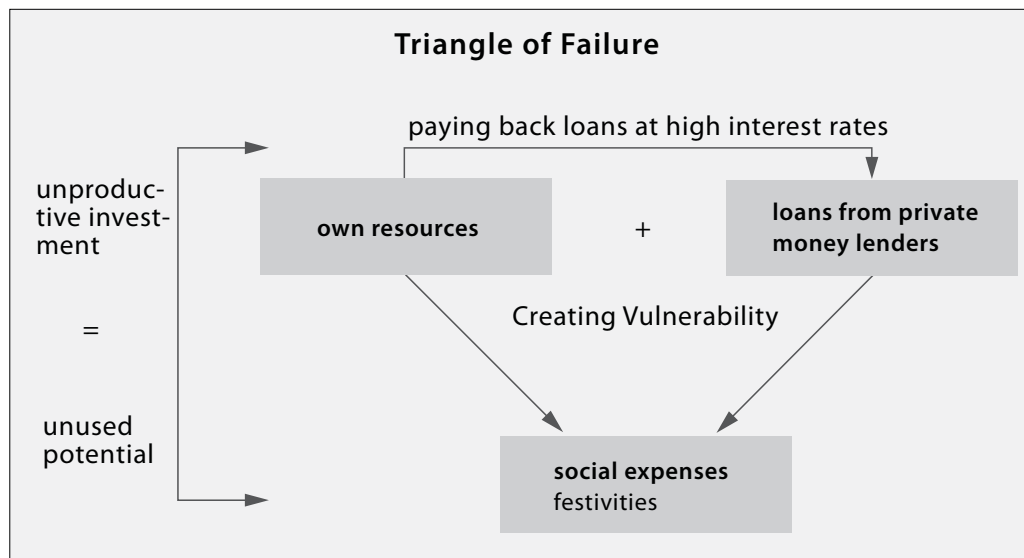 Triangle of Failure
paying back loans at high interest rates
unproduc-
tive invest-
ment
own resources
+
loans from private
money lenders
Creating Vulnerability
=
unused
potential
social expenses
festivities